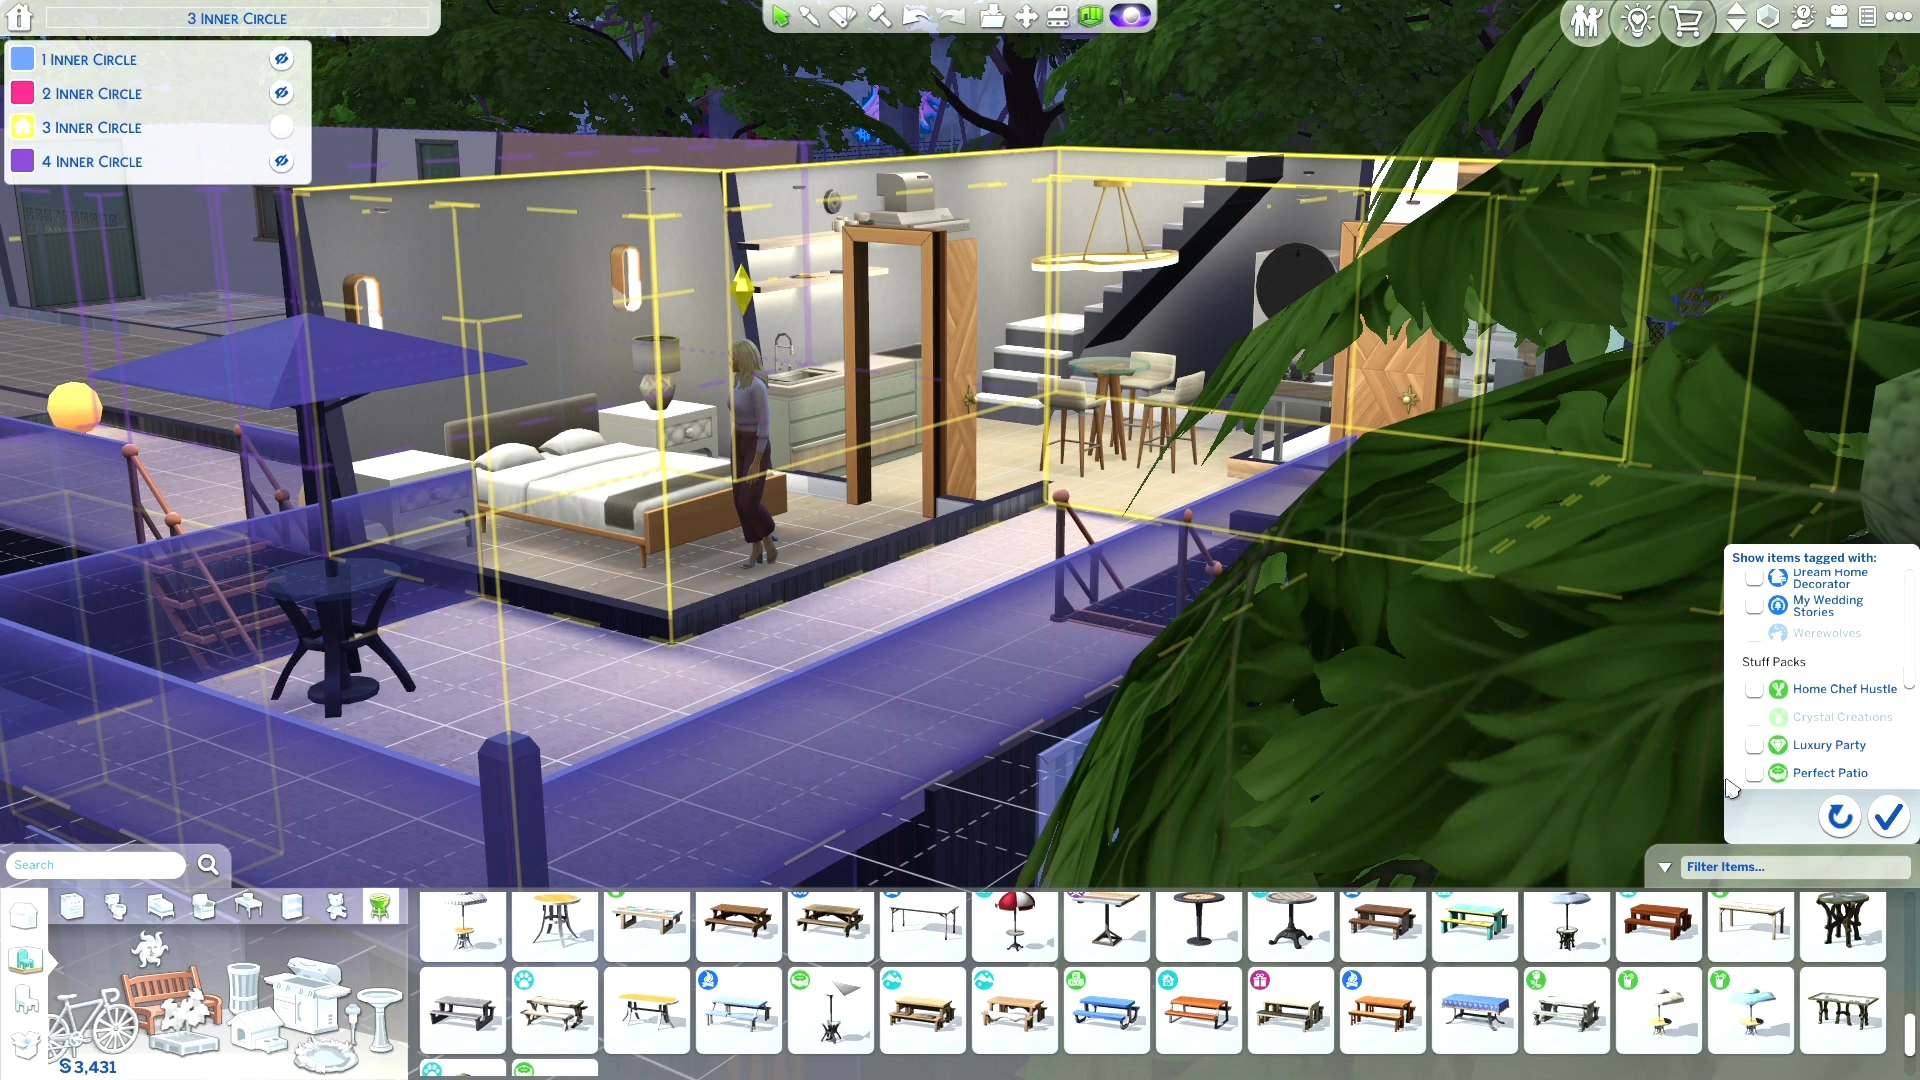 3 Inner Circle
1 Inner Circle
2 Inner Circle
3 Inner Circle
4 Inner Circle
Show items tagged with:
Dream Home
Decorator
My Wedding
Stories
Werewolves
Stuff Packs
Home Chef Hustle
Crystal Creations
Luxury Party
Perfect Patio
Search
Filter Items...
§3,431